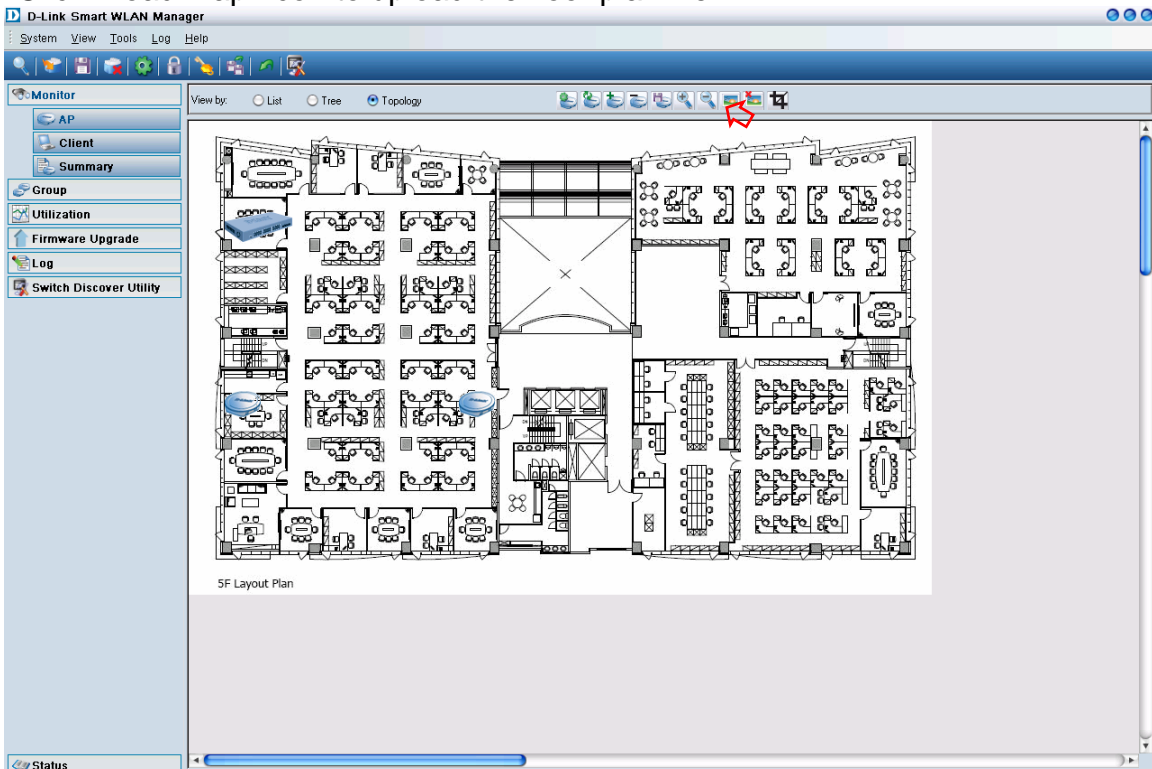 D-Link Smart WLAN Manager
System View Tools Log Help
Monitor
View by: List Tree Topology
AP
Client
Summary
Group
Utilization
Firmware Upgrade
Log
Switch Discover Utility
5F Layout Plan
Status